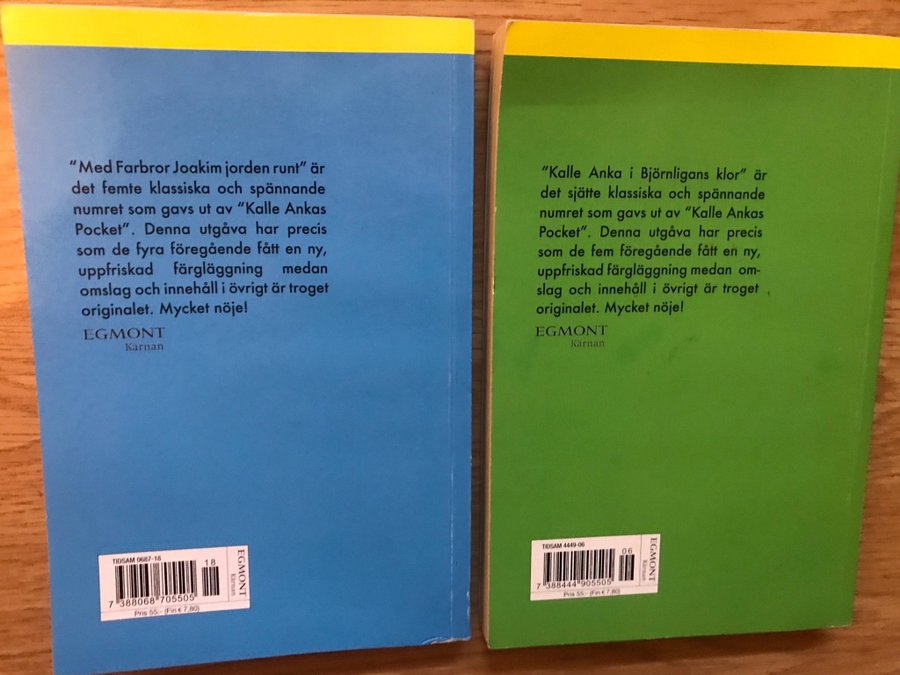 "Med Farbror Joakim jorden runt" är
det femte klassiska och spännande
numret som gavs ut av "Kalle Ankas
Pocket". Denna utgåva har precis
som de fyra föregående fått en ny,
uppfriskad färgläggning medan
omslag och innehåll i övrigt är troget
originalet. Mycket nöje!
EGMONT
Kärnan
TIDSAM 0687-18
18
7 388068 705505
Pris 55:- (Fin € 7,80)
EGMONT
Kärnan
"Kalle Anka i Björnligans klor" är
det sjätte klassiska och spännande
numret som gavs ut av "Kalle Ankas
Pocket". Denna utgåva har precis
som de fem föregående fått en ny,
uppfriskad färgläggning medan om-
slag och innehåll i övrigt är troget
originalet. Mycket nöje!
EGMONT
Kärnan
TIDSAM 4449-06
06
7 388444 905505
Pris 55:- (Fin € 7,80)
EGMONT
Kärnan